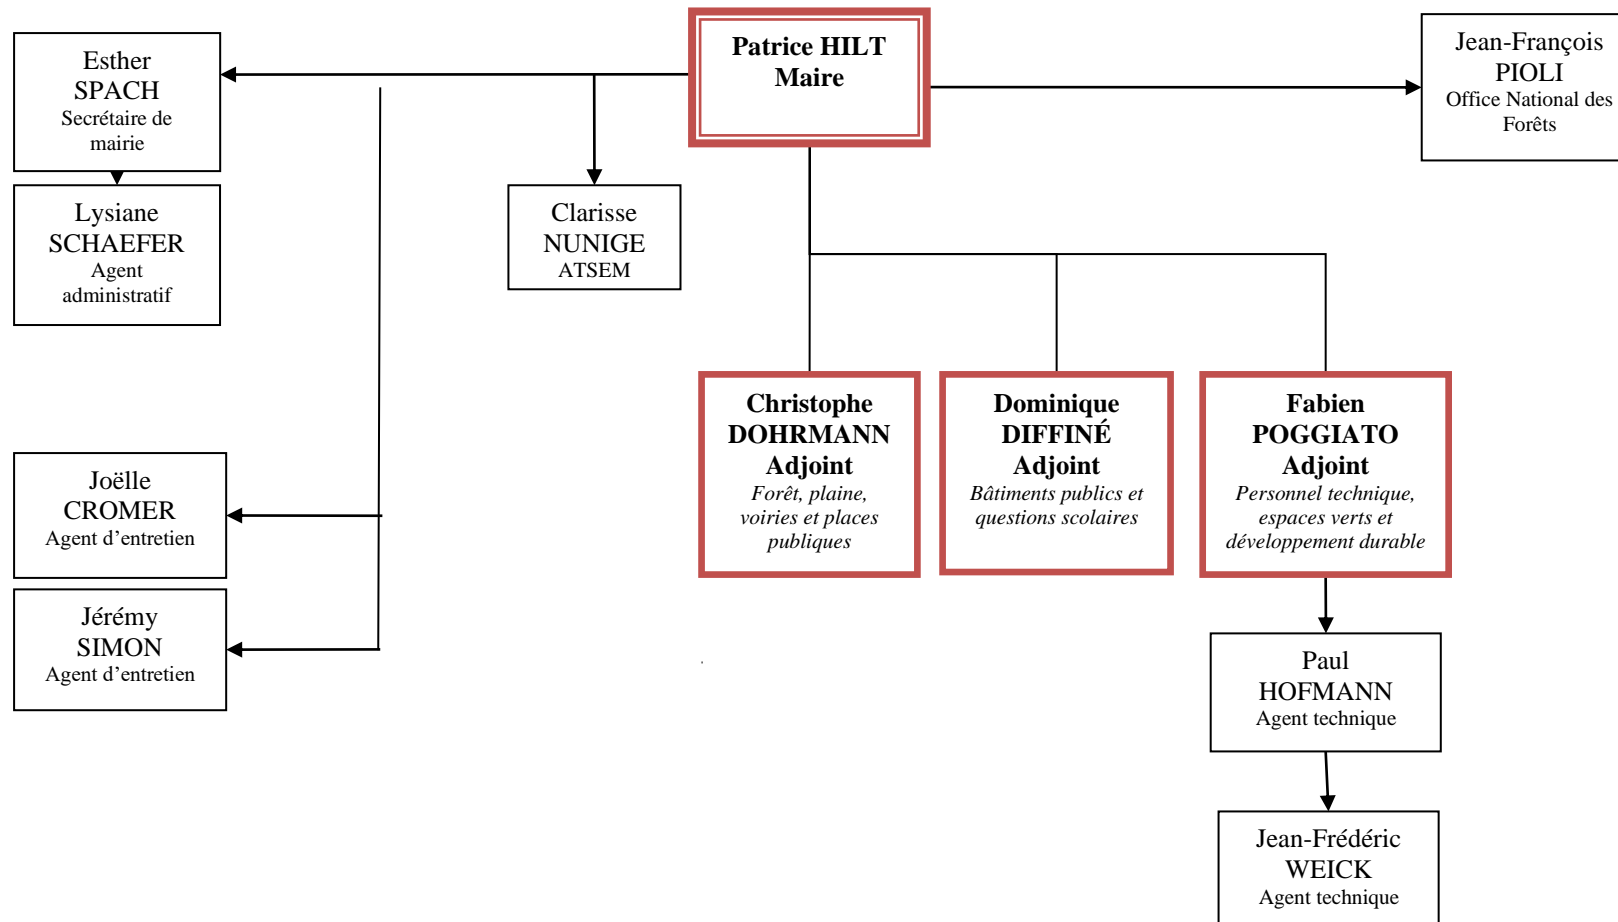 Patrice HILT
Maire
Esther
SPACH
Secrétaire de
mairie
Jean-François
PIOLI
Office National des
Forêts
Lysiane
SCHAEFER
Agent
administratif
Clarisse
NUNIGE
ATSEM
Christophe
DOHRMANN
Adjoint
Forêt, plaine,
voiries et places
publiques
Dominique
DIFFINÉ
Adjoint
Bâtiments publics et
questions scolaires
Fabien
POGGIATO
Adjoint
Personnel technique,
espaces verts et
développement durable
Joëlle
CROMER
Agent d’entretien
Jérémy
SIMON
Agent d’entretien
Paul
HOFMANN
Agent technique
Jean-Frédéric
WEICK
Agent technique